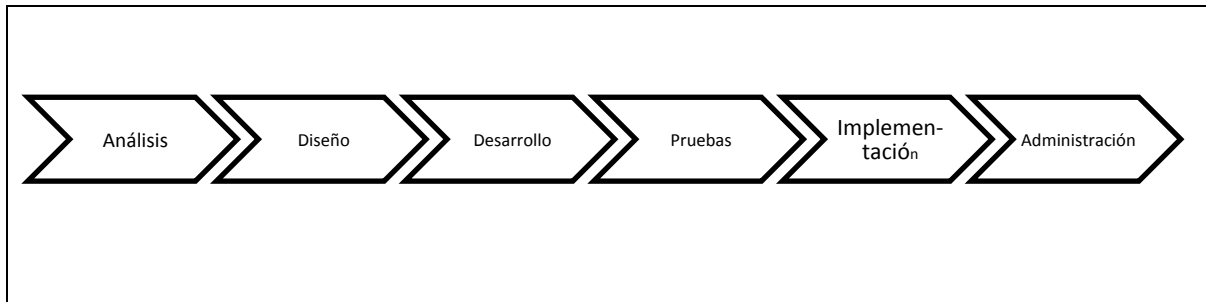 Análisis
Diseño
Desarrollo
Pruebas
Implemen-
tación
Administración